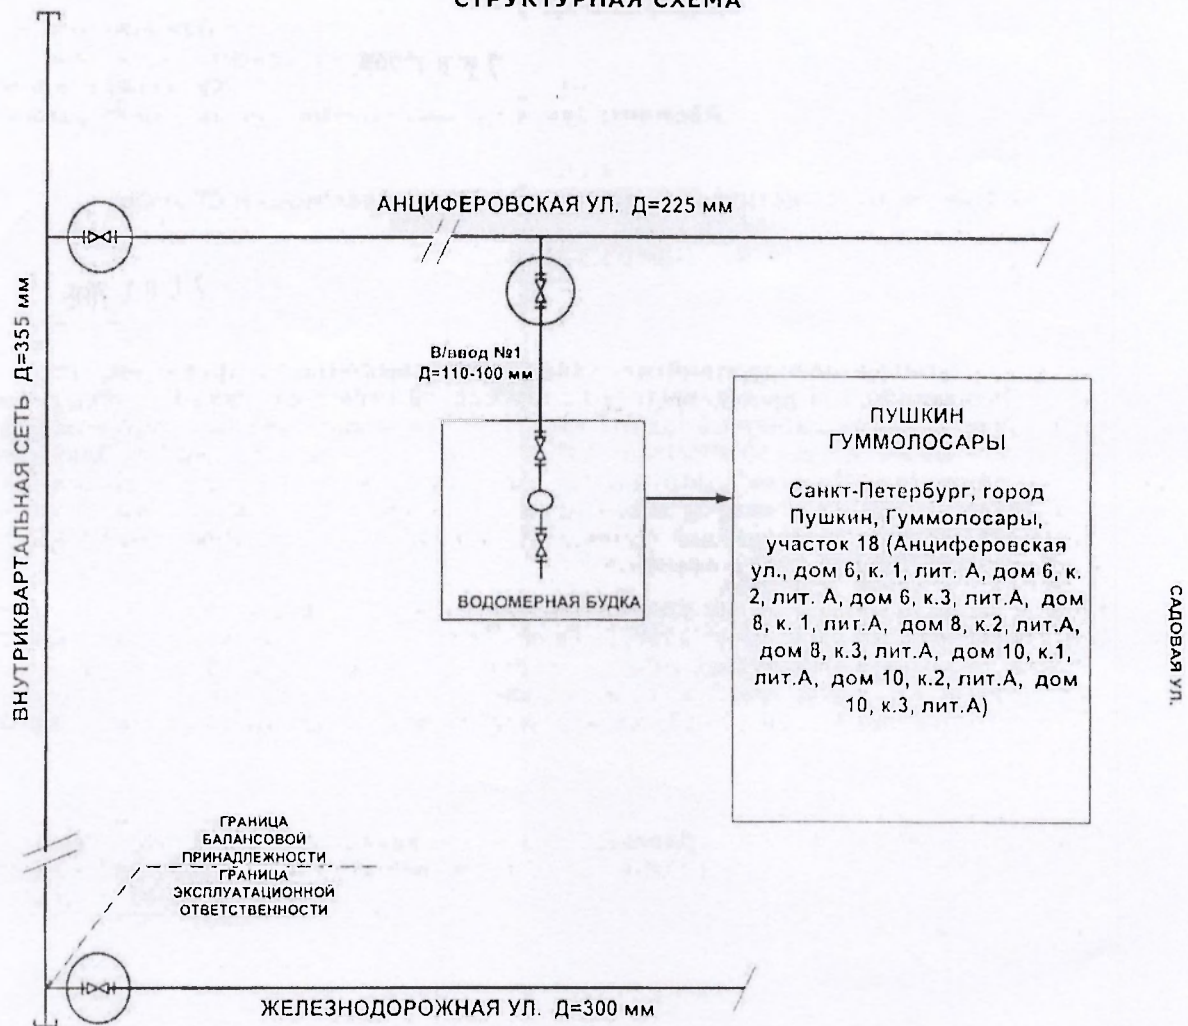 СТРУКТУРНАЯ СХЕМА
АНЦИФЕРОВСКАЯ УЛ. Д=225 мм
ВНУТРИКВАРТАЛЬНАЯ СЕТЬ Д=355 мм
В/ввод №1
Д=110-100 мм
ВОДОМЕРНАЯ БУДКА
ПУШКИН
ГУММОЛОСАРЫ
Санкт-Петербург, город
Пушкин, Гуммолосары,
участок 18 (Анциферовская
ул., дом 6, к. 1, лит. А, дом 6, к.
2, лит. А, дом 6, к.3, лит.А, дом
8, к. 1, лит.А, дом 8, к.2, лит.А,
дом 8, к.3, лит.А, дом 10, к.1,
лит.А, дом 10, к.2, лит.А, дом
10, к.3, лит.А)
САДОВАЯ УЛ.
ГРАНИЦА
БАЛАНСОВОЙ
ПРИНАДЛЕЖНОСТИ
ГРАНИЦА
ЭКСПЛУАТАЦИОННОЙ
ОТВЕТСТВЕННОСТИ
ЖЕЛЕЗНОДОРОЖНАЯ УЛ. Д=300 мм